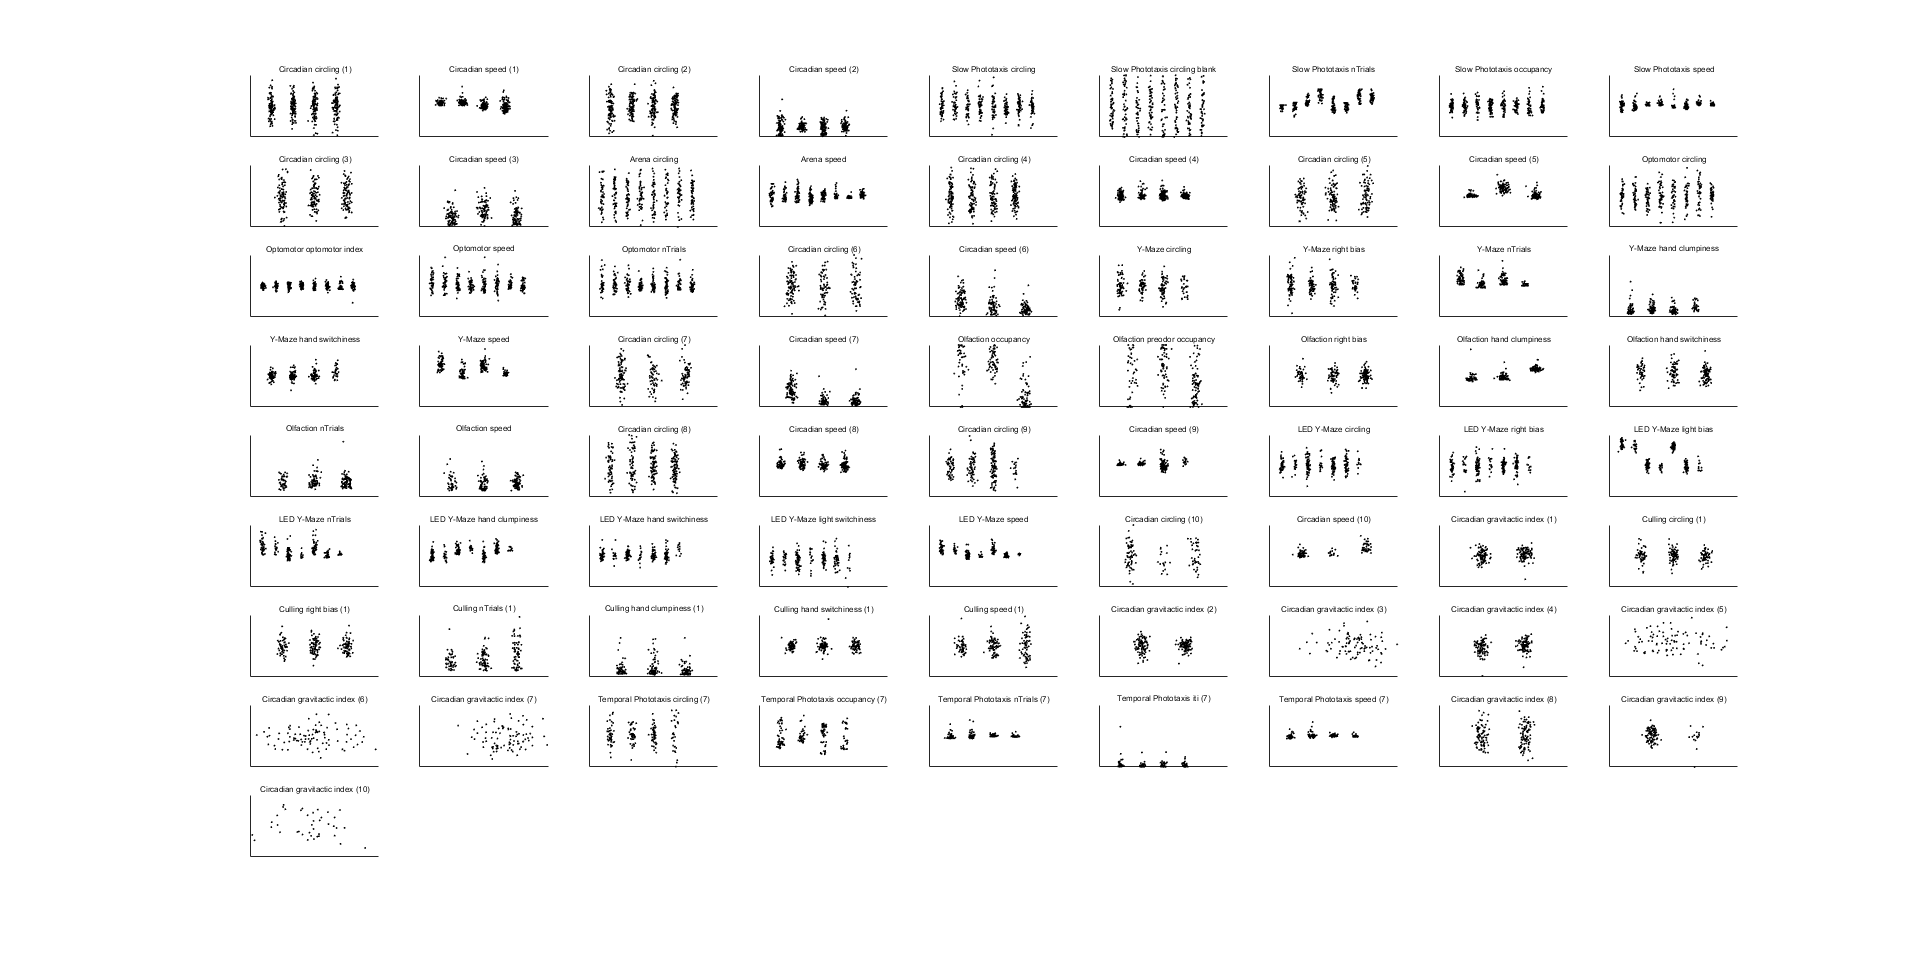 Circadian circling (1)
Circadian speed (1)
Circadian circling (2)
Circadian speed (2)
Slow Phototaxis circling
Slow Phototaxis circling blank
Slow Phototaxis nTrials
Slow Phototaxis occupancy
Slow Phototaxis speed
Circadian circling (3)
Circadian speed (3)
Arena circling
Arena speed
Circadian circling (4)
Circadian speed (4)
Circadian circling (5)
Circadian speed (5)
Optomotor circling
Optomotor optomotor index
Optomotor speed
Optomotor nTrials
Circadian circling (6)
Circadian speed (6)
Y-Maze circling
Y-Maze right bias
Y-Maze nTrials
Y-Maze hand clumpiness
Y-Maze hand switchiness
Y-Maze speed
Circadian circling (7)
Circadian speed (7)
Olfaction occupancy
Olfaction preodor occupancy
Olfaction right bias
Olfaction hand clumpiness
Olfaction hand switchiness
Olfaction nTrials
Olfaction speed
Circadian circling (8)
Circadian speed (8)
Circadian circling (9)
Circadian speed (9)
LED Y-Maze circling
LED Y-Maze right bias
LED Y-Maze light bias
LED Y-Maze nTrials
LED Y-Maze hand clumpiness
LED Y-Maze hand switchiness
LED Y-Maze light switchiness
LED Y-Maze speed
Circadian circling (10)
Circadian speed (10)
Circadian gravitactic index (1)
Culling circling (1)
Culling right bias (1)
Culling nTrials (1)
Culling hand clumpiness (1)
Culling hand switchiness (1)
Culling speed (1)
Circadian gravitactic index (2)
Circadian gravitactic index (3)
Circadian gravitactic index (4)
Circadian gravitactic index (5)
Circadian gravitactic index (6)
Circadian gravitactic index (7)
Temporal Phototaxis circling (7)
Temporal Phototaxis occupancy (7)
Temporal Phototaxis nTrials (7)
Temporal Phototaxis iti (7)
Temporal Phototaxis speed (7)
Circadian gravitactic index (8)
Circadian gravitactic index (9)
Circadian gravitactic index (10)